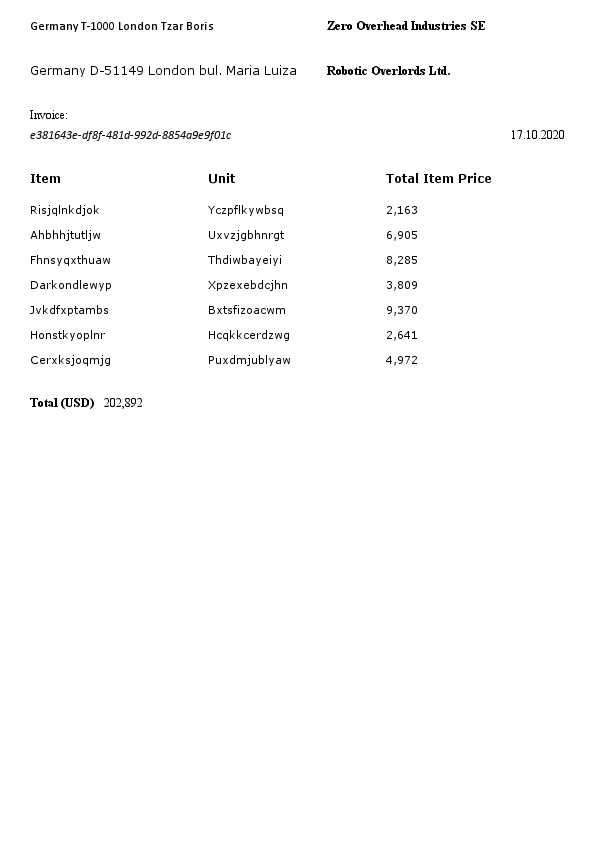 Germany T-1000 London Tzar Boris Zero Overhead Industries SE
Germany D-51149 London bul. Maria Luiza Robotic Overlords Ltd.
Invoice:
e381643e-df8f-481d-992d-8854a9e9f01c 17.10.2020
Item Unit Total Item Price
Risjqlnkdjok Yczpflkywbsq 2,163
Ahbhhjtutljw Uxvzjgbhnrgt 6,905
Fhnsyqxthuaw Thdiwbayeiyi 8,285
Darkondlewyp Xpzexebdcjhn 3,809
Jvkdfxptambs Bxtsfizoacwm 9,370
Honstkyoplnr Hcqkkcerdzwg 2,641
Cerxksjoqmjg Puxdmjublyaw 4,972
Total (USD) 202,892